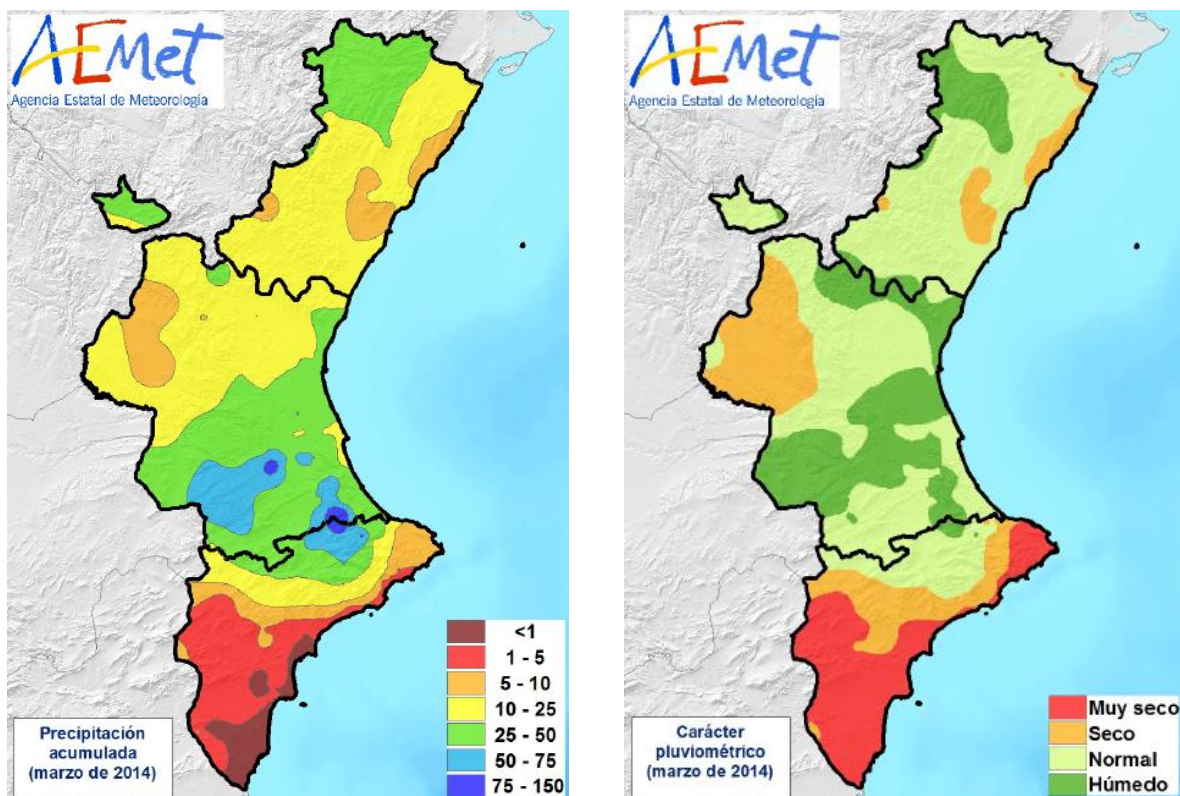 AEMet
Agencia Estatal de Meteorología
<1
1 - 5
5 - 10
10 - 25
25 - 50
50 - 75
75 - 150
Precipitación
acumulada
(marzo de 2014)
AEMet
Agencia Estatal de Meteorología
Muy seco
Seco
Normal
Húmedo
Carácter
pluviométrico
(marzo de 2014)